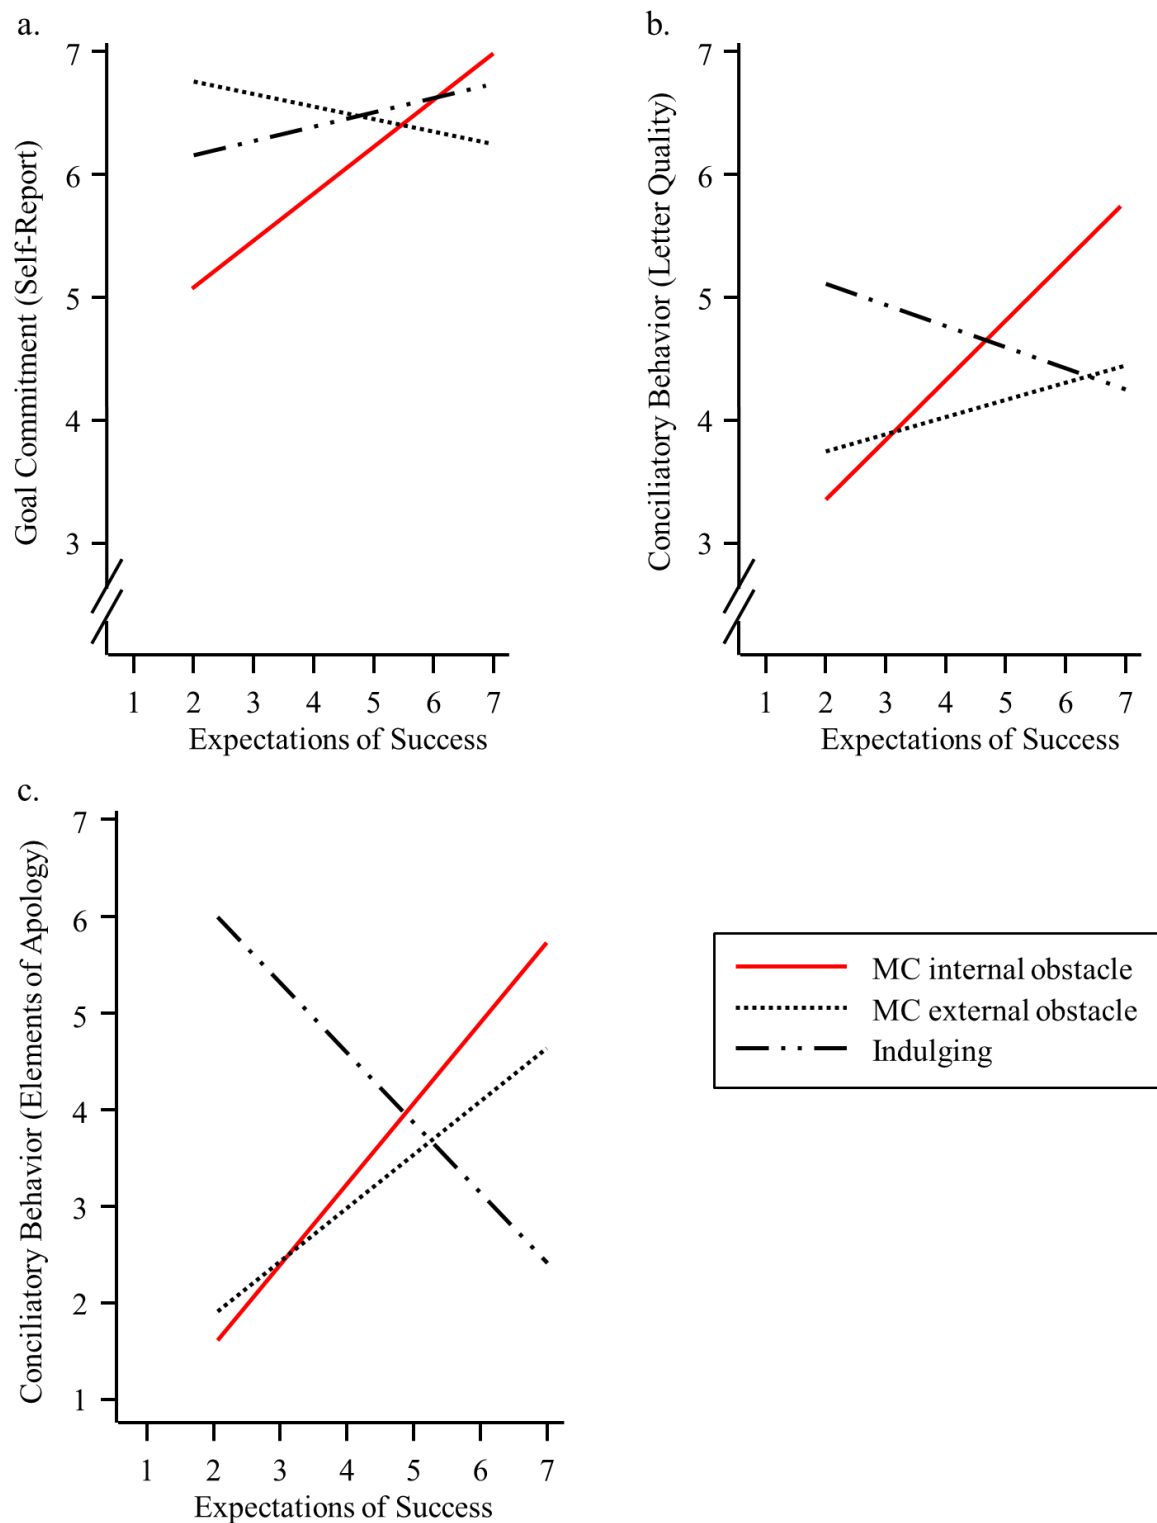 a.
Goal Commitment (Self-Report)
7
6
5
4
3
1 2 3 4 5 6 7
Expectations of Success
b.
Conciliatory Behavior (Letter Quality)
7
6
5
4
3
1 2 3 4 5 6 7
Expectations of Success
c.
Conciliatory Behavior (Elements of Apology)
7
6
5
4
3
2
1
1 2 3 4 5 6 7
Expectations of Success
MC internal obstacle
MC external obstacle
Indulging